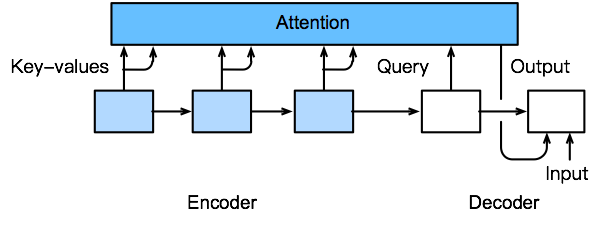 Attention
Key–values
Query
Output
Input
Encoder
Decoder